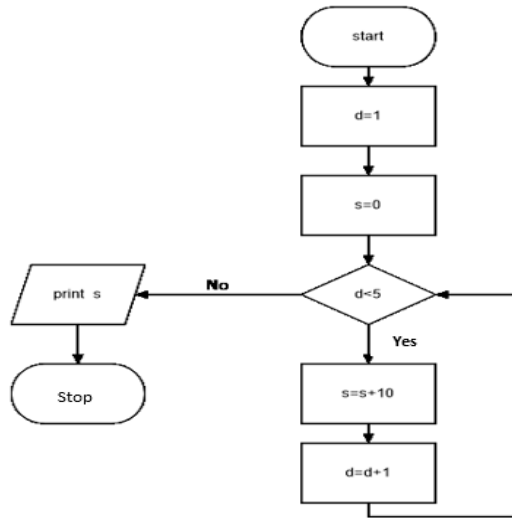 start
d=1
s=0
d<5
No
print s
Stop
Yes
s=s+10
d=d+1